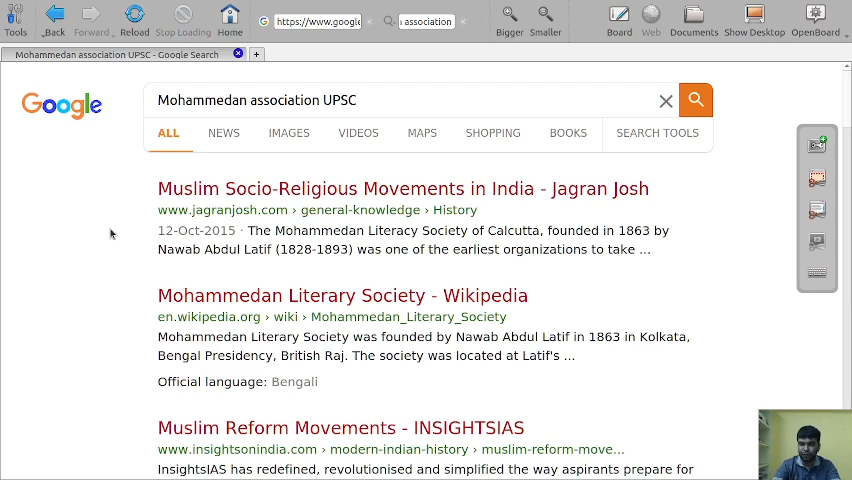 Tools Back Forward Reload Stop Loading Home https://www.google association Bigger Smaller Board Web Documents Show Desktop OpenBoard
Mohammedan association UPSC - Google Search
Google Mohammedan association UPSC
ALL NEWS IMAGES VIDEOS MAPS SHOPPING BOOKS SEARCH TOOLS
Muslim Socio-Religious Movements in India - Jagran Josh
www.jagranjosh.com › general-knowledge › History
12-Oct-2015 · The Mohammedan Literacy Society of Calcutta, founded in 1863 by
Nawab Abdul Latif (1828-1893) was one of the earliest organizations to take ...
Mohammedan Literary Society - Wikipedia
en.wikipedia.org › wiki › Mohammedan_Literary_Society
Mohammedan Literary Society was founded by Nawab Abdul Latif in 1863 in Kolkata,
Bengal Presidency, British Raj. The society was located at Latif's ...
Official language: Bengali
Muslim Reform Movements - INSIGHTSIAS
www.insightsonindia.com › modern-indian-history › muslim-reform-move...
InsightsIAS has redefined, revolutionised and simplified the way aspirants prepare for